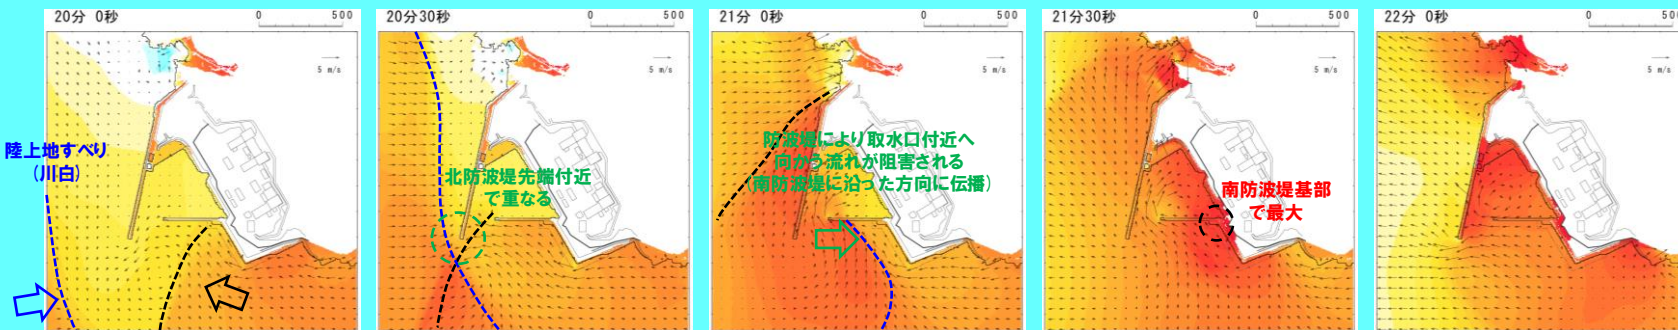 20分 0秒
0 500
5 m/s
陸上地すべり
(川白)
20分30秒
0 500
5 m/s
北防波堤先端付近
で重なる
21分 0秒
0 500
5 m/s
防波堤により取水口付近へ
向かう流れが阻害される
(南防波堤に沿った方向に伝播)
21分30秒
0 500
5 m/s
南防波堤基部
で最大
22分 0秒
0 500
5 m/s